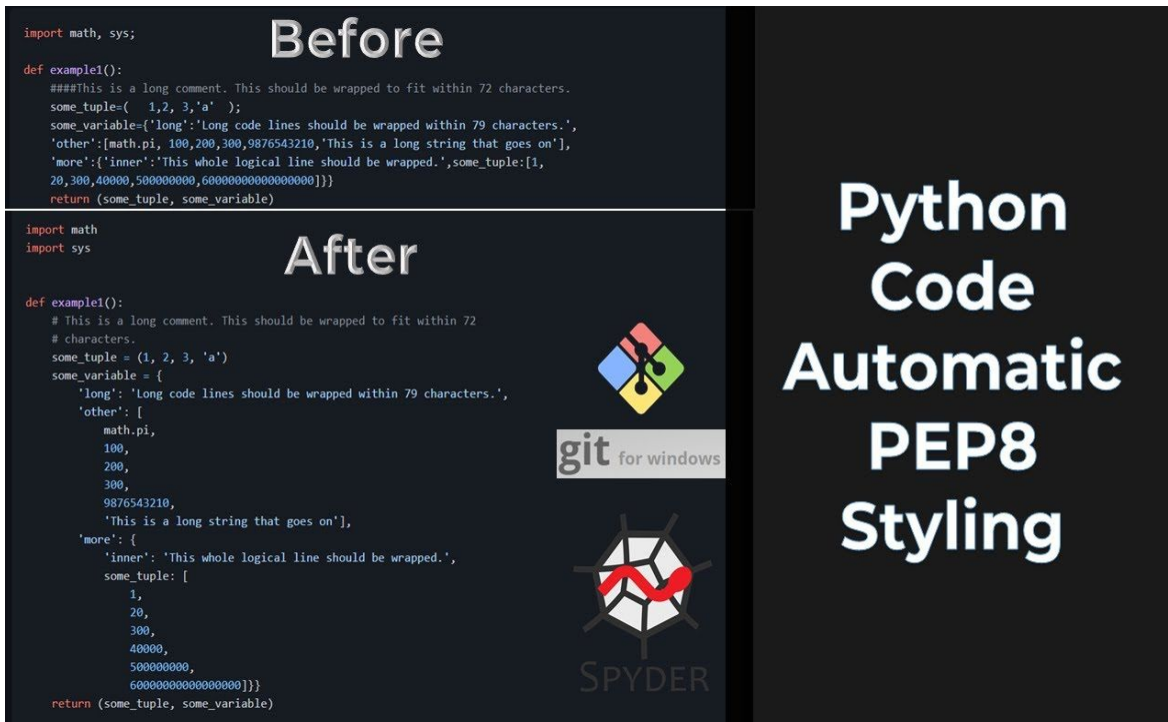 Before
import math, sys;
def example1():
####This is a long comment. This should be wrapped to fit within 72 characters.
some_tuple=(   1,2, 3,'a'  );
some_variable={'long':'Long code lines should be wrapped within 79 characters.',
'other':[math.pi, 100,200,300,9876543210,'This is a long string that goes on'],
'more':{'inner':'This whole logical line should be wrapped.',some_tuple:[1,
20,300,40000,500000000,60000000000000000]}}
return (some_tuple, some_variable)
After
import math
import sys
def example1():
# This is a long comment. This should be wrapped to fit within 72
# characters.
some_tuple = (1, 2, 3, 'a')
some_variable = {
'long': 'Long code lines should be wrapped within 79 characters.',
'other': [
math.pi,
100,
200,
300,
9876543210,
'This is a long string that goes on'],
'more': {
'inner': 'This whole logical line should be wrapped.',
some_tuple: [
1,
20,
300,
40000,
500000000,
60000000000000000]}}
return (some_tuple, some_variable)
git for windows
SPYDER
Python
Code
Automatic
PEP8
Styling